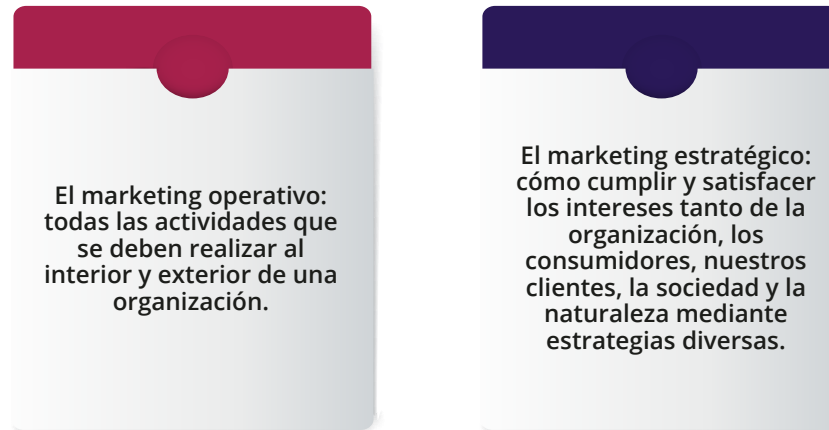 El marketing operativo:
todas las actividades que
se deben realizar al
interior y exterior de una
organización.
El marketing estratégico:
cómo cumplir y satisfacer
los intereses tanto de la
organización, los
consumidores, nuestros
clientes, la sociedad y la
naturaleza mediante
estrategias diversas.